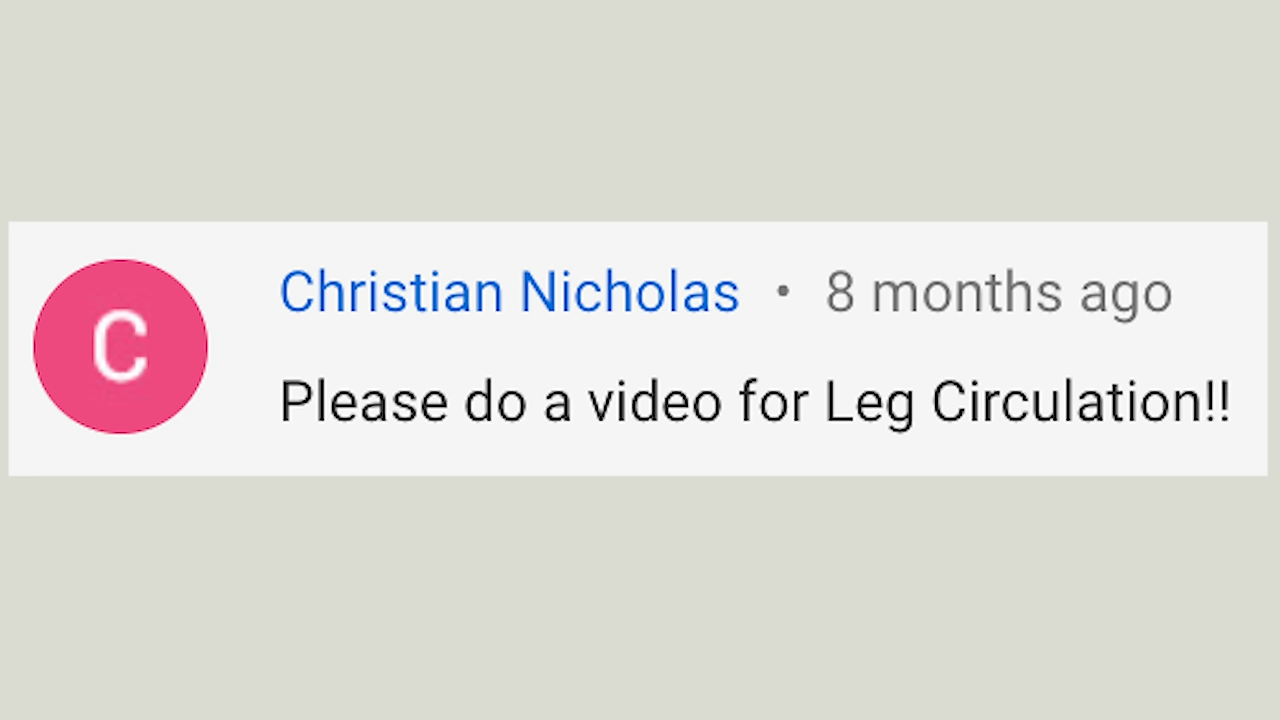 C
Christian Nicholas • 8 months ago
Please do a video for Leg Circulation!!